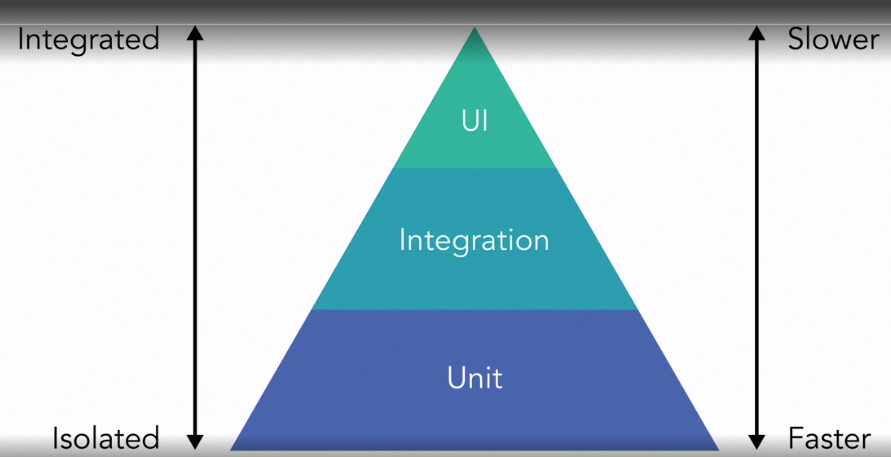 Integrated
Slower
UI
Integration
Unit
Isolated
Faster